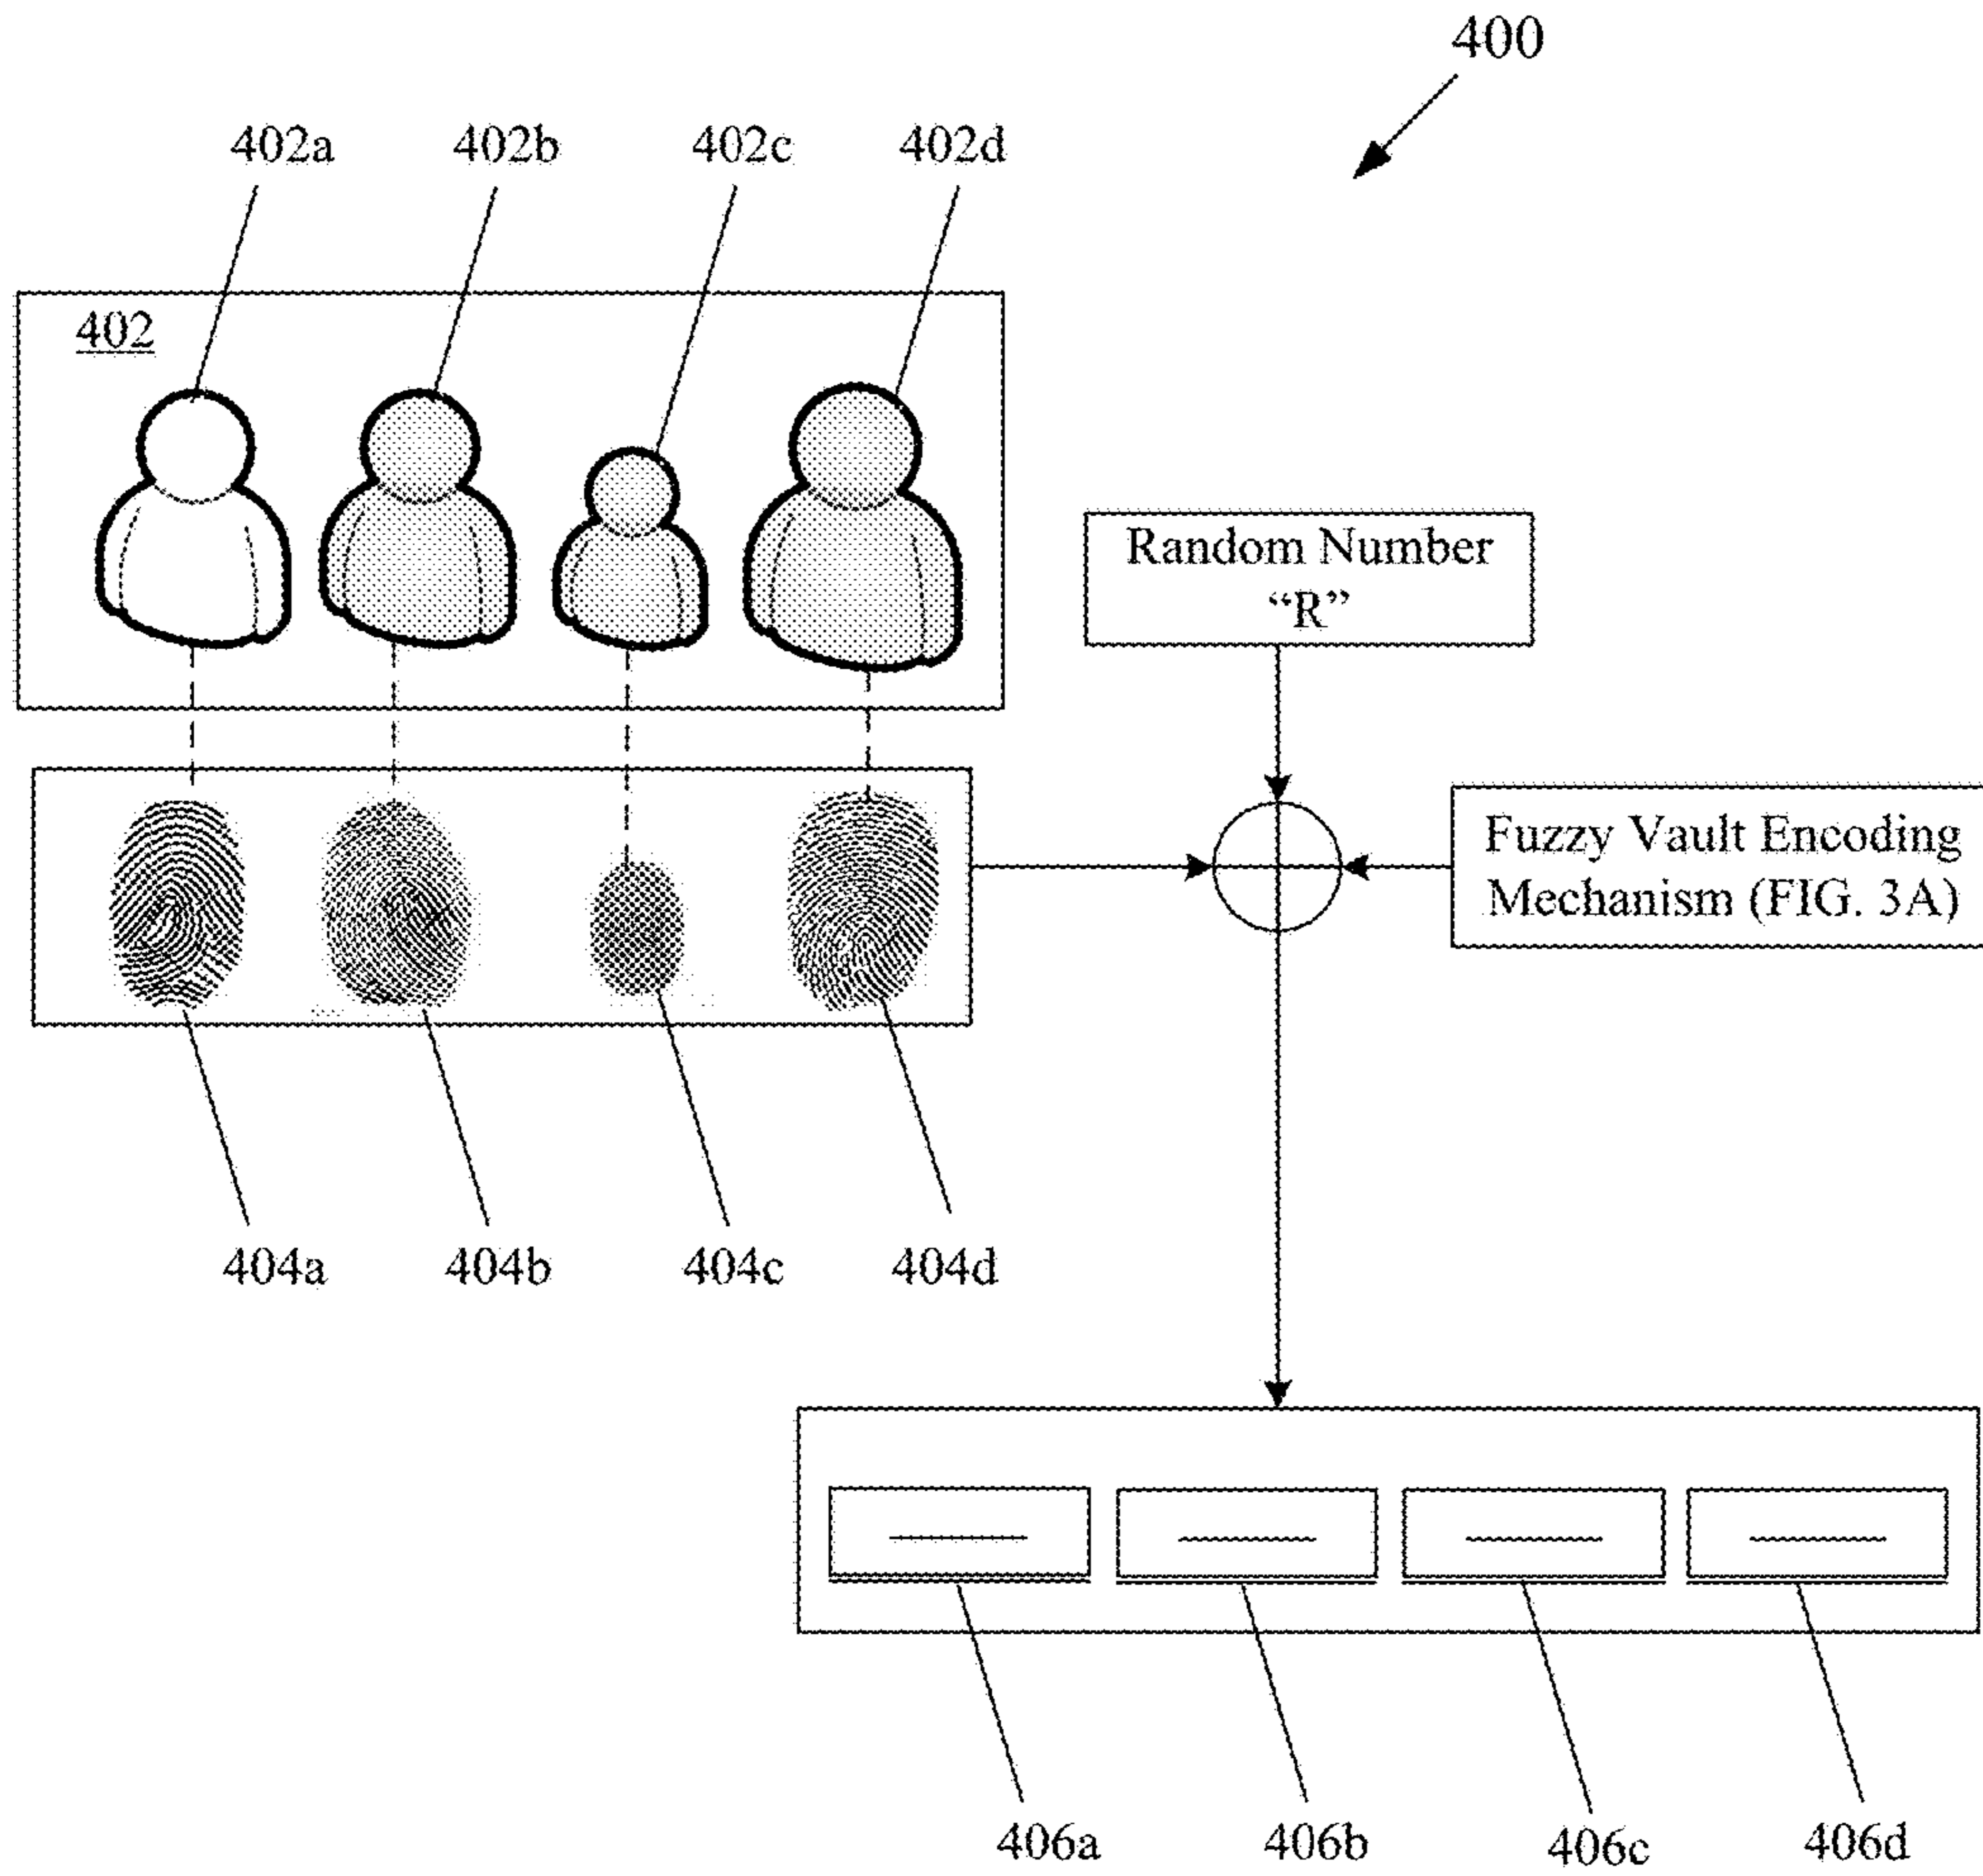 400
402a 402b 402c 402d
402
Random Number
“R”
Fuzzy Vault Encoding
Mechanism (FIG. 3A)
404a 404b 404c 404d
406a 406b 406c 406d